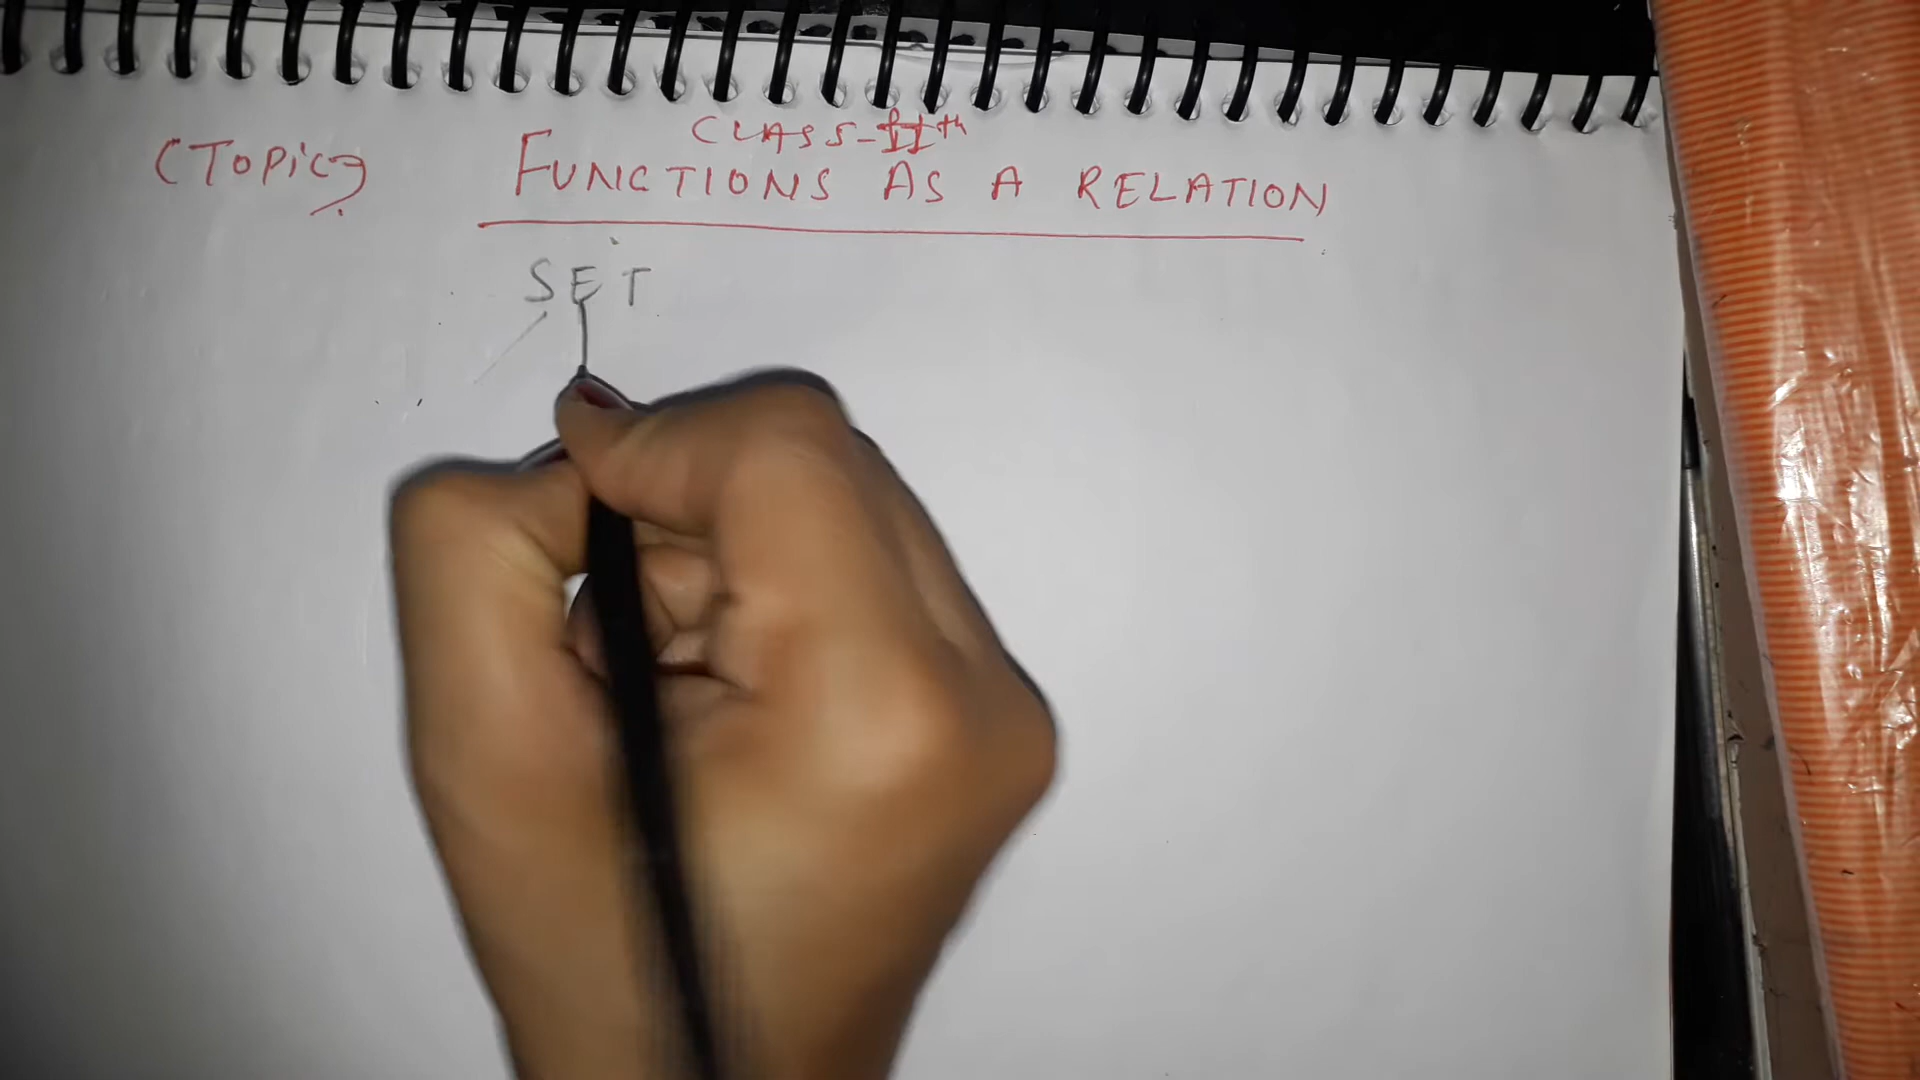 CLASS-11th
(TOPIC) FUNCTIONS AS A RELATION
SET